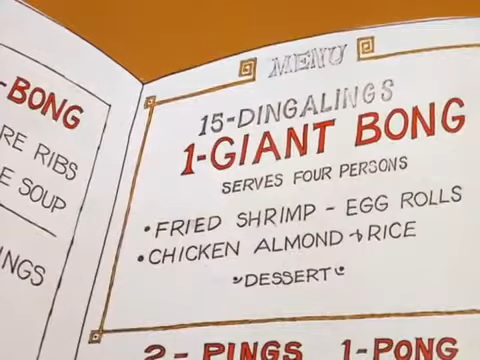 -BONG
RE RIBS
E SOUP
INGS
MENU
15-DINGALINGS
1-GIANT BONG
SERVES FOUR PERSONS
•FRIED SHRIMP - EGG ROLLS
•CHICKEN ALMOND & RICE
DESSERT
2- PINGS 1-PONG